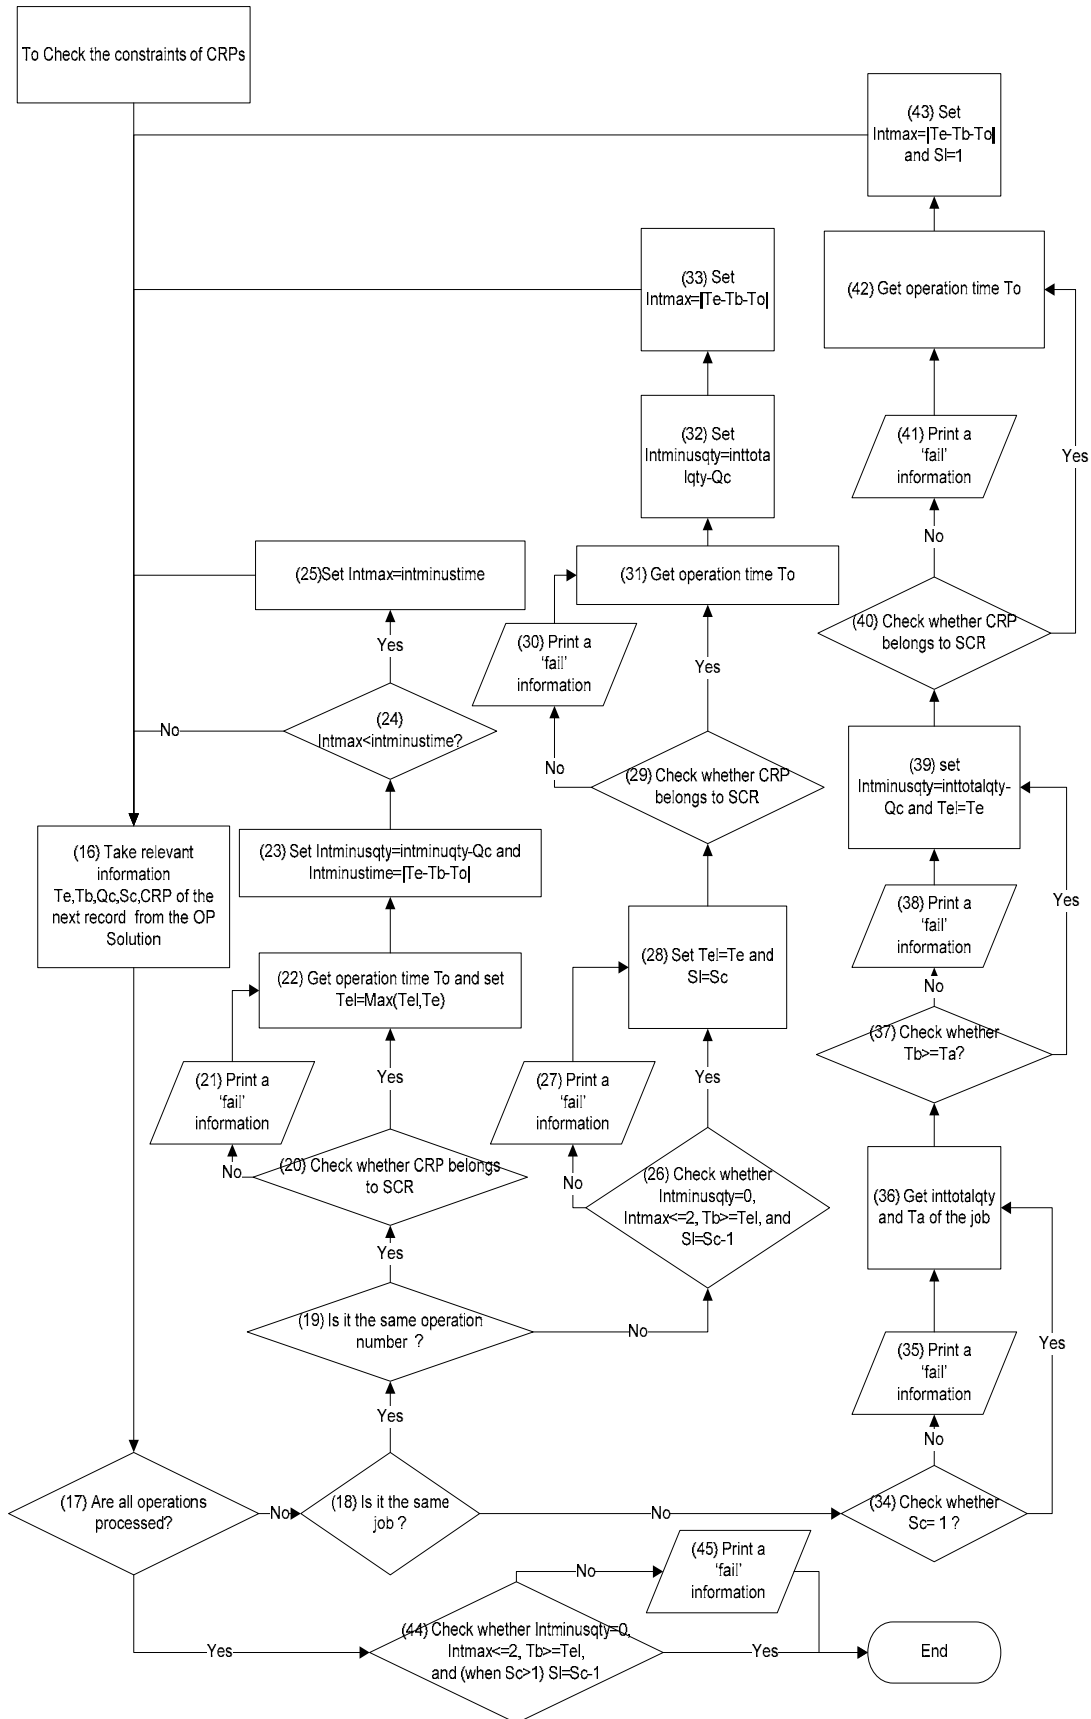 To Check the constraints of CRPs
(43) Set
Intmax=|Te-Tb-To|
and Sl=1
(33) Set
Intmax=|Te-Tb-To|
(42) Get operation time To
(32) Set
Intminusqty=inttota
lqty-Qc
(41) Print a
‘fail’
information
Yes
No
(25)Set Intmax=intminustime
(31) Get operation time To
Yes
(30) Print a
‘fail’
information
Yes
(40) Check whether CRP
belongs to SCR
(24)
Intmax<intminustime?
No
No
(29) Check whether CRP
belongs to SCR
(39) set
Intminusqty=inttotalqty-
Qc and Tel=Te
(16) Take relevant
information
Te,Tb,Qc,Sc,CRP of the
next record from the OP
Solution
(23) Set Intminusqty=intminuqty-Qc and
Intminustime=|Te-Tb-To|
(38) Print a
‘fail’
information
Yes
(28) Set Tel=Te and
Sl=Sc
(22) Get operation time To and set
Tel=Max(Tel,Te)
No
(37) Check whether
Tb>=Ta?
(21) Print a
‘fail’
information
Yes
(27) Print a
‘fail’
information
Yes
(20) Check whether CRP belongs
to SCR
No
(26) Check whether
Intminusqty=0,
Intmax<=2, Tb>=Tel, and
Sl=Sc-1
No
(36) Get inttotalqty
and Ta of the job
Yes
(19) Is it the same operation
number ?
No
(35) Print a
‘fail’
information
Yes
Yes
No
(17) Are all operations
processed?
No
(18) Is it the same
job ?
No
(34) Check whether
Sc= 1 ?
(45) Print a
‘fail’
information
No
(44) Check whether Intminusqty=0,
Intmax<=2, Tb>=Tel,
and (when Sc>1) Sl=Sc-1
Yes
Yes
End